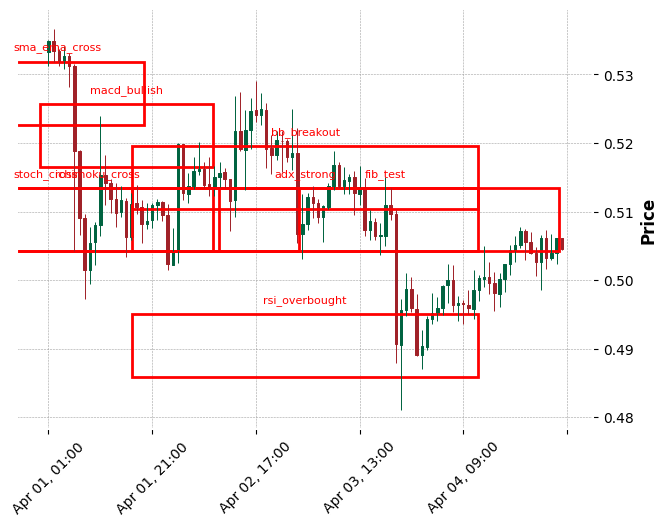 sma_ema_cross
macd_bullish
bb_breakout
adx_strong
fib_test
rsi_overbought
0.53
0.52
0.51
0.50
0.49
0.48
Price
Apr 01, 01:00
Apr 01, 21:00
Apr 02, 17:00
Apr 03, 13:00
Apr 04, 09:00